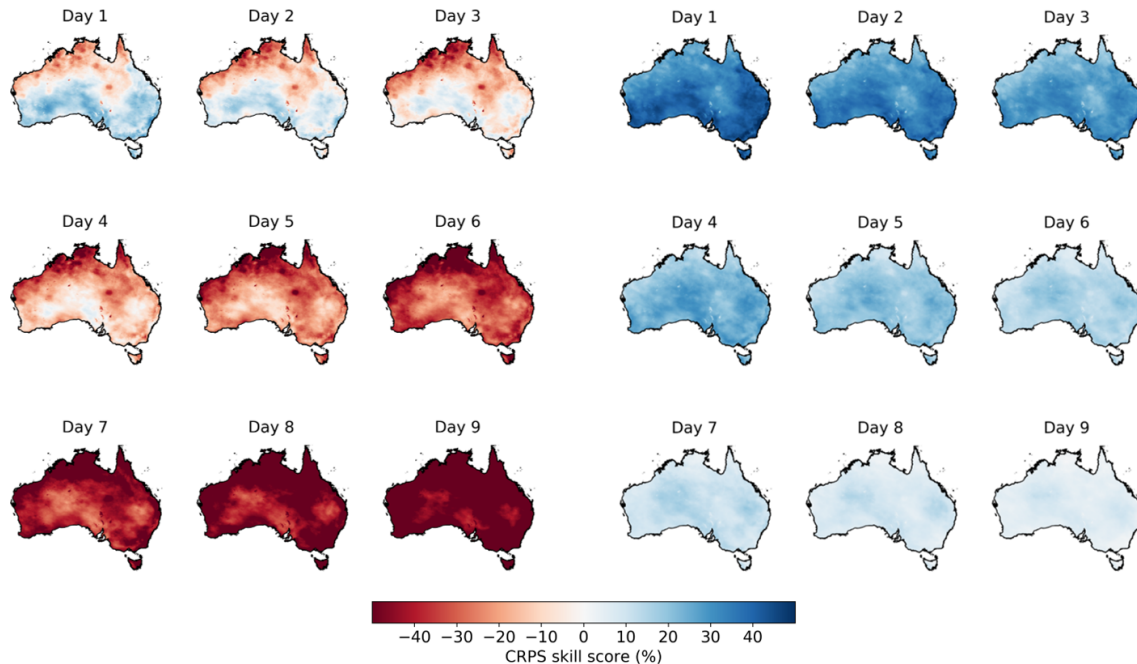 Day 1 Day 2 Day 3 Day 1 Day 2 Day 3
Day 4 Day 5 Day 6 Day 4 Day 5 Day 6
Day 7 Day 8 Day 9 Day 7 Day 8 Day 9
−40 −30 −20 −10 0 10 20 30 40
CRPS skill score (%)